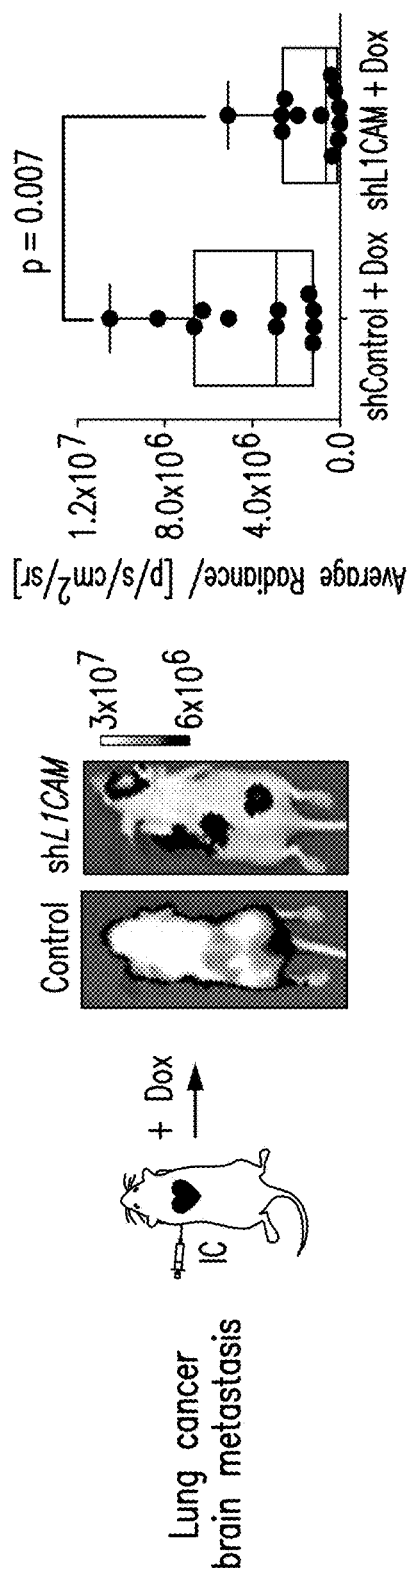 Lung cancer
brain metastasis
IC
+ Dox
Control
shL1CAM
3x10⁷
6x10⁶
Average Radiance/ [p/s/cm²/sr]
1.2x10⁷
8.0x10⁶
4.0x10⁶
0.0
p = 0.007
shControl + Dox
shL1CAM + Dox